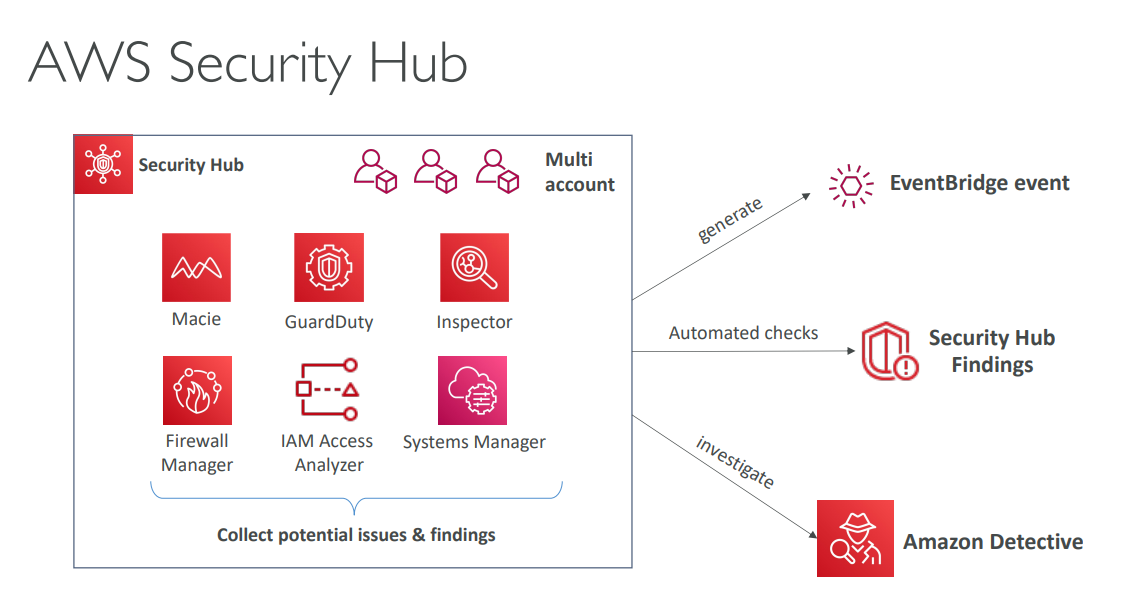 AWS Security Hub
Security Hub
Multi
account
Macie
GuardDuty
Inspector
Firewall
Manager
IAM Access
Analyzer
Systems Manager
Collect potential issues & findings
generate
EventBridge event
Automated checks
Security Hub
Findings
investigate
Amazon Detective